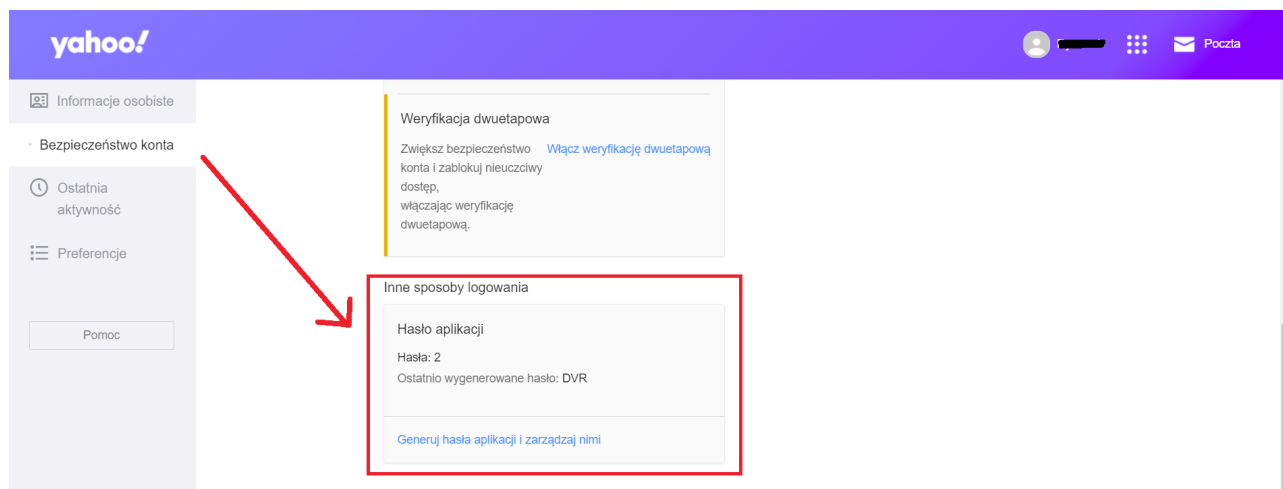 yahoo!
Poczta
Informacje osobiste
Bezpieczeństwo konta
Ostatnia
aktywność
Preferencje
Pomoc
Weryfikacja dwuetapowa
Zwiększ bezpieczeństwo
konta i zablokuj nieuczciwy
dostęp,
włączając weryfikację
dwuetapową.
Włącz weryfikację dwuetapową
Inne sposoby logowania
Hasło aplikacji
Hasła: 2
Ostatnio wygenerowane hasło: DVR
Generuj hasła aplikacji i zarządzaj nimi